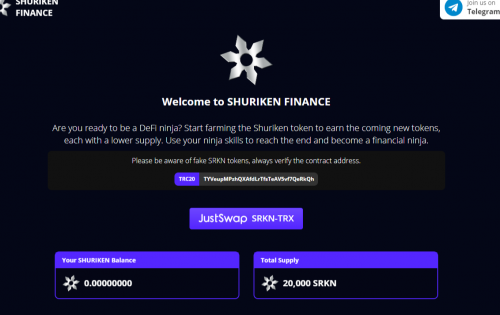 SHURIKEN
FINANCE
join us on
Telegram
Welcome to SHURIKEN FINANCE
Are you ready to be a DeFi ninja? Start farming the Shuriken token to earn the coming new tokens,
each with a lower supply. Use your ninja skills to reach the end and become a financial ninja.
Please be aware of fake SRKN tokens, always verify the contract address.
TRC20
JustSwap SRKN-TRX
Your SHURIKEN Balance
0.00000000
Total Supply
20,000 SRKN